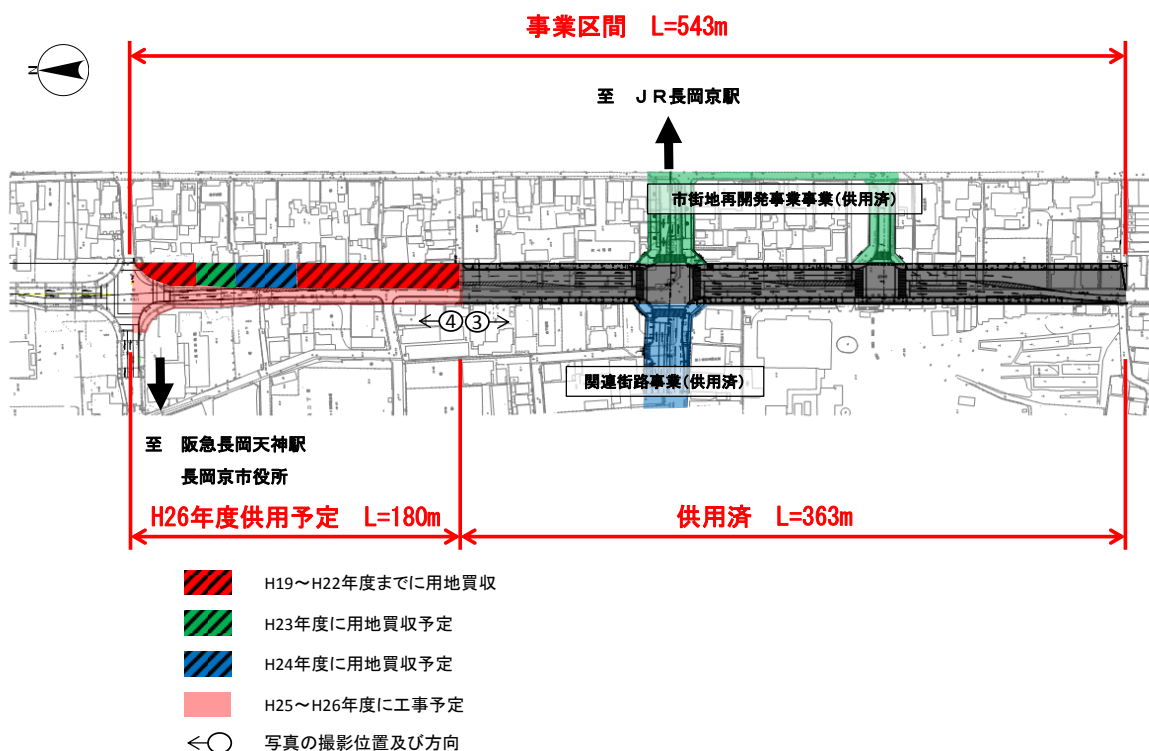 事業区間 L=543m
N
至 ＪＲ長岡京駅
市街地再開発事業事業(供用済)
④③
関連街路事業(供用済)
至 阪急長岡天神駅
長岡京市役所
H26年度供用予定 L=180m
供用済 L=363m
H19～H22年度までに用地買収
H23年度に用地買収予定
H24年度に用地買収予定
H25～H26年度に工事予定
写真の撮影位置及び方向